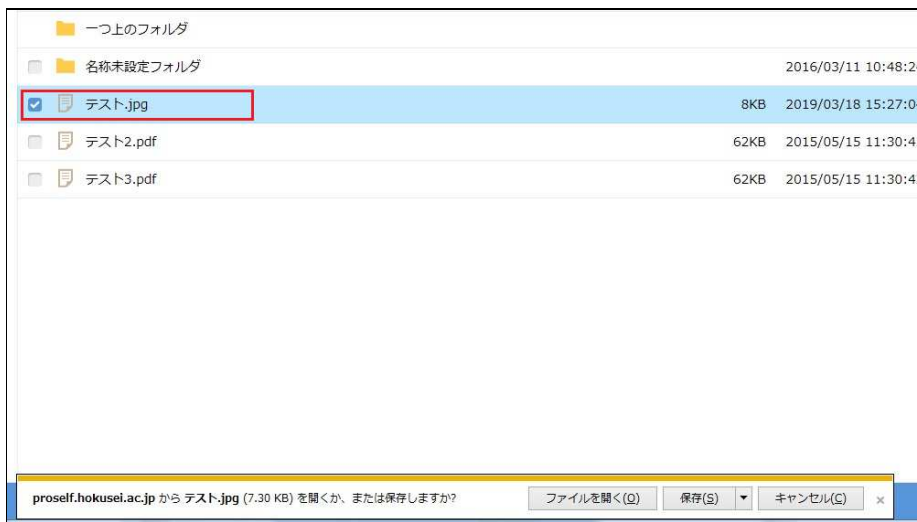 一つ上のフォルダ
名称未設定フォルダ 2016/03/11 10:48:2
テスト.jpg 8KB 2019/03/18 15:27:0
テスト2.pdf 62KB 2015/05/15 11:30:4
テスト3.pdf 62KB 2015/05/15 11:30:4
proself.hokusei.ac.jp から テスト.jpg (7.30 KB) を開くか、または保存しますか? ファイルを開く(O) 保存(S) ▼ キャンセル(C) ×